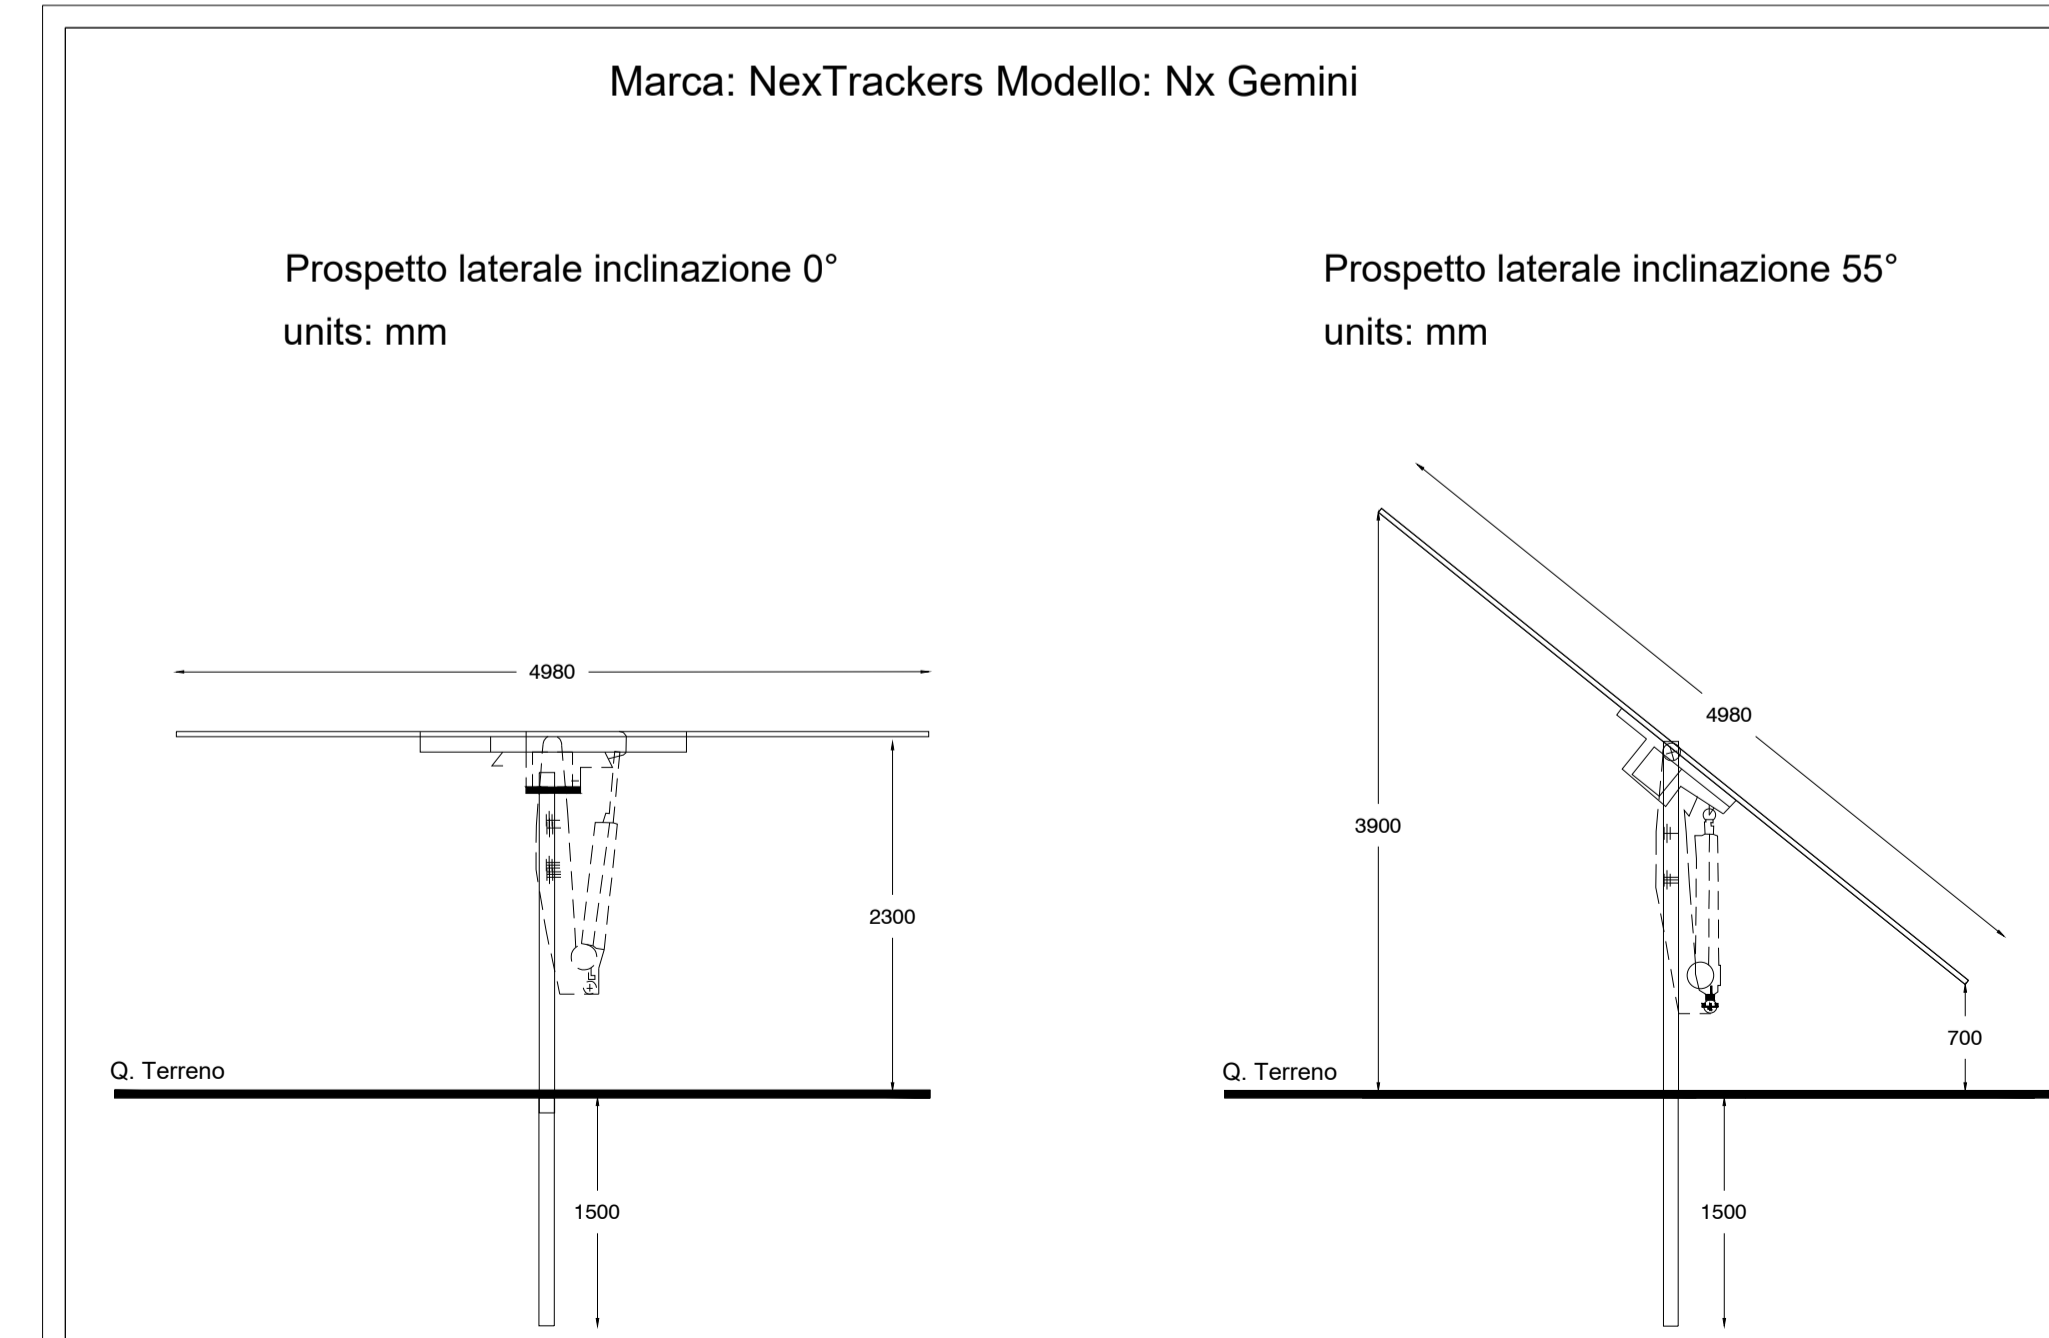 Marca: NexTrackers Modello: Nx Gemini
Prospetto laterale inclinazione 0°
units: mm
4980
2300
Q. Terreno
1500
Prospetto laterale inclinazione 55°
units: mm
4980
3900
700
Q. Terreno
1500